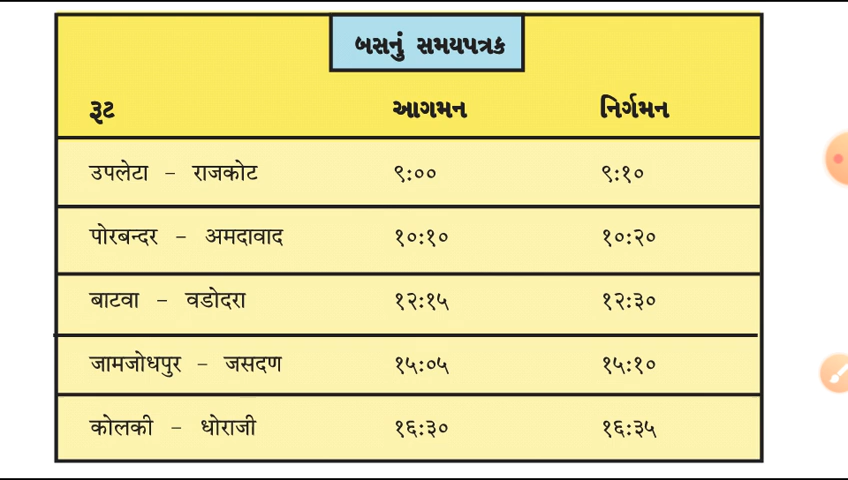 બસનું સમયપત્રક
રૂટ આગમન નિર્ગમન
उपलेटा - राजकोट ९:०० ९:१०
पोरबन्दर - अमदावाद १०:१० १०:२०
बाटवा - वडोदरा १२:१५ १२:३०
जामजोधपुर - जसदण १५:०५ १५:१०
कोलकी - धोराजी १६:३० १६:३५